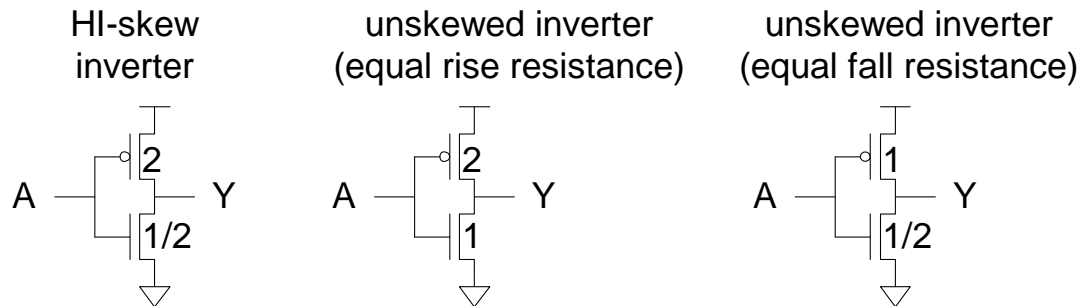 HI-skew
inverter
unskewed inverter
(equal rise resistance)
unskewed inverter
(equal fall resistance)
A
2
1/2
Y
A
2
1
Y
A
1
1/2
Y